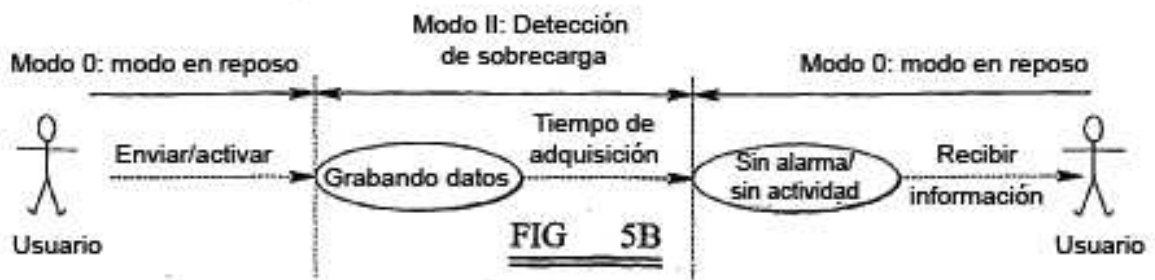 Modo II: Detección
de sobrecarga
Modo 0: modo en reposo
Modo 0: modo en reposo
Enviar/activar
Grabando datos
Tiempo de
adquisición
Sin alarma/
sin actividad
Recibir
información
Usuario
FIG 5B
Usuario